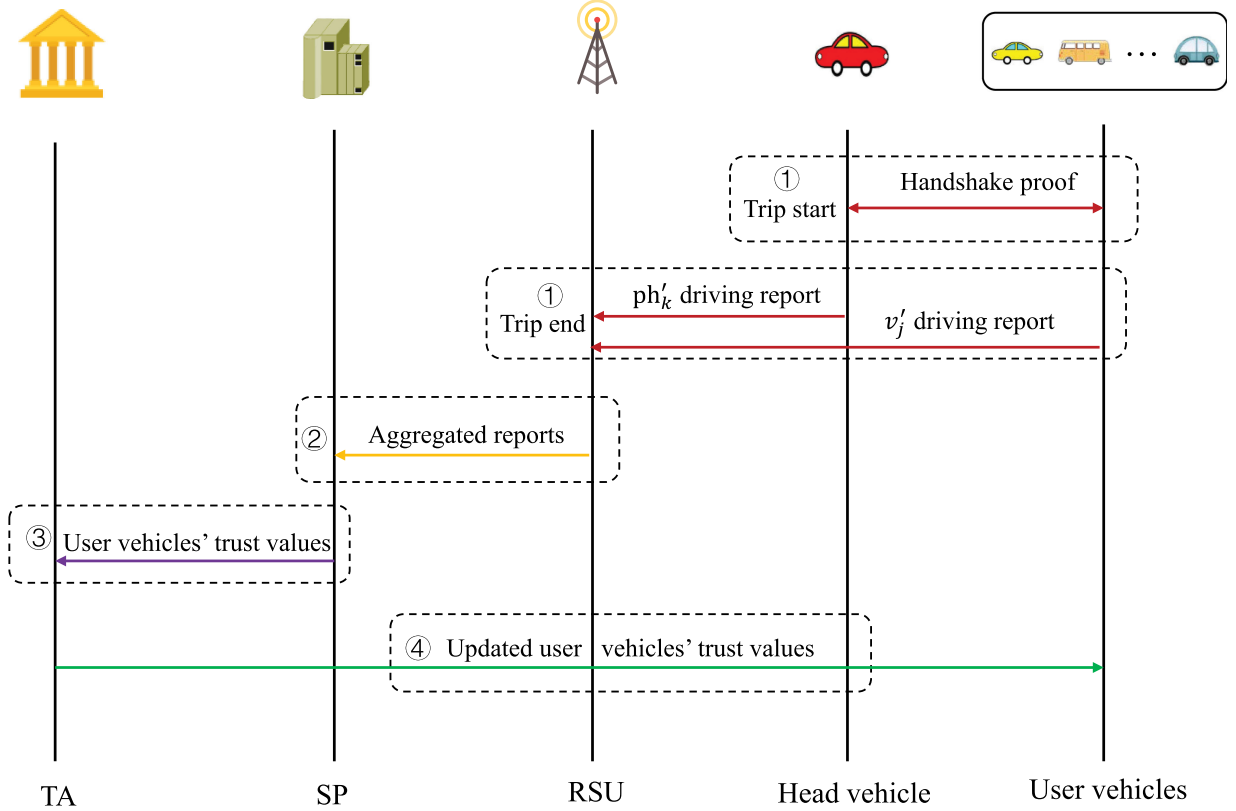 ① Handshake proof
Trip start
① ph′ₖ driving report
Trip end v′ⱼ driving report
② Aggregated reports
③ User vehicles’ trust values
④ Updated user vehicles’ trust values
TA SP RSU Head vehicle User vehicles